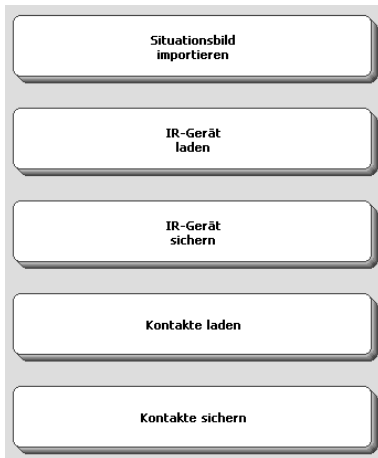 Situationsbild
importieren
IR-Gerät
laden
IR-Gerät
sichern
Kontakte laden
Kontakte sichern